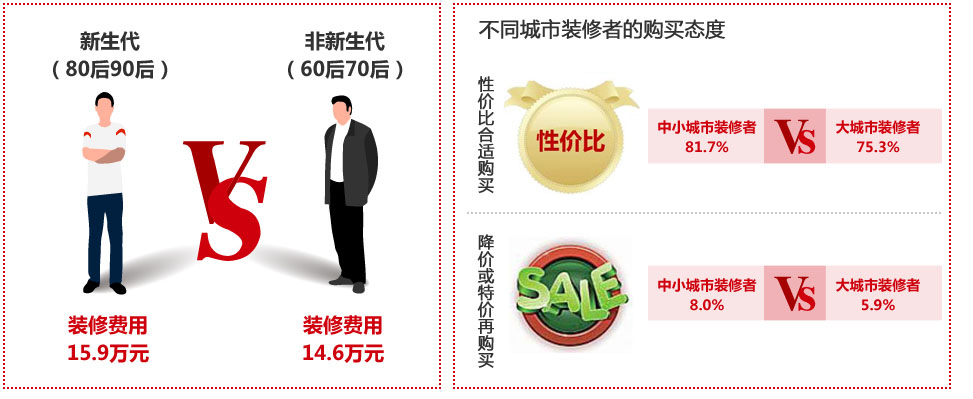 新生代
（80后90后）
非新生代
（60后70后）
VS
装修费用
15.9万元
装修费用
14.6万元
不同城市装修者的购买态度
性价比合适购买
性价比
中小城市装修者
81.7%
VS
大城市装修者
75.3%
降价或特价再购买
SALE
中小城市装修者
8.0%
VS
大城市装修者
5.9%